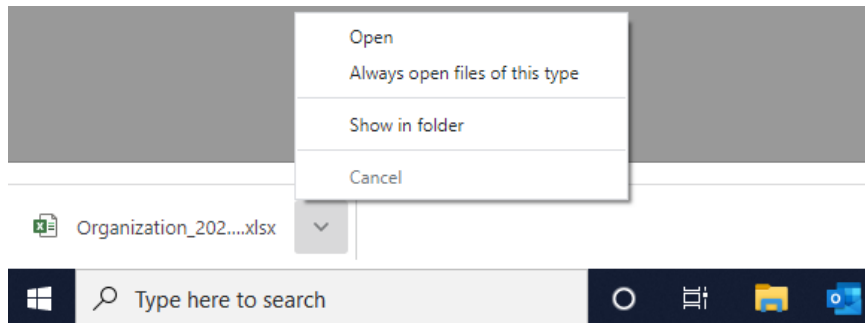 Open
Always open files of this type
Show in folder
Cancel
Organization_202....xlsx
Type here to search